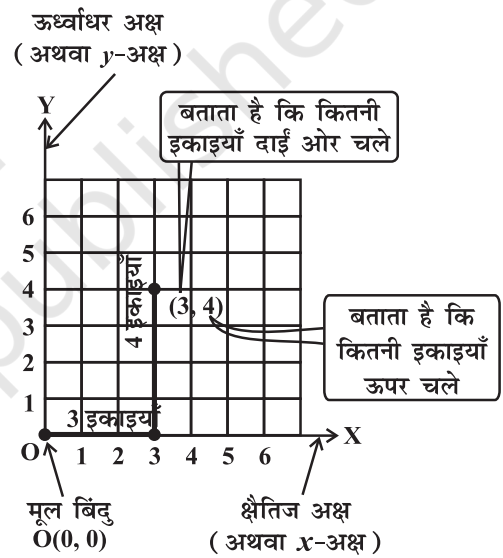 ऊर्ध्वाधर अक्ष
( अथवा y-अक्ष )
Y
बताता है कि कितनी
इकाइयाँ दाईं ओर चले
6
5
4
3
2
1
4 इकाइयाँ
(3, 4)
बताता है कि
कितनी इकाइयाँ
ऊपर चले
3 इकाइयाँ
O
1 2 3 4 5 6
X
मूल बिंदु
O(0, 0)
क्षैतिज अक्ष
( अथवा x-अक्ष )